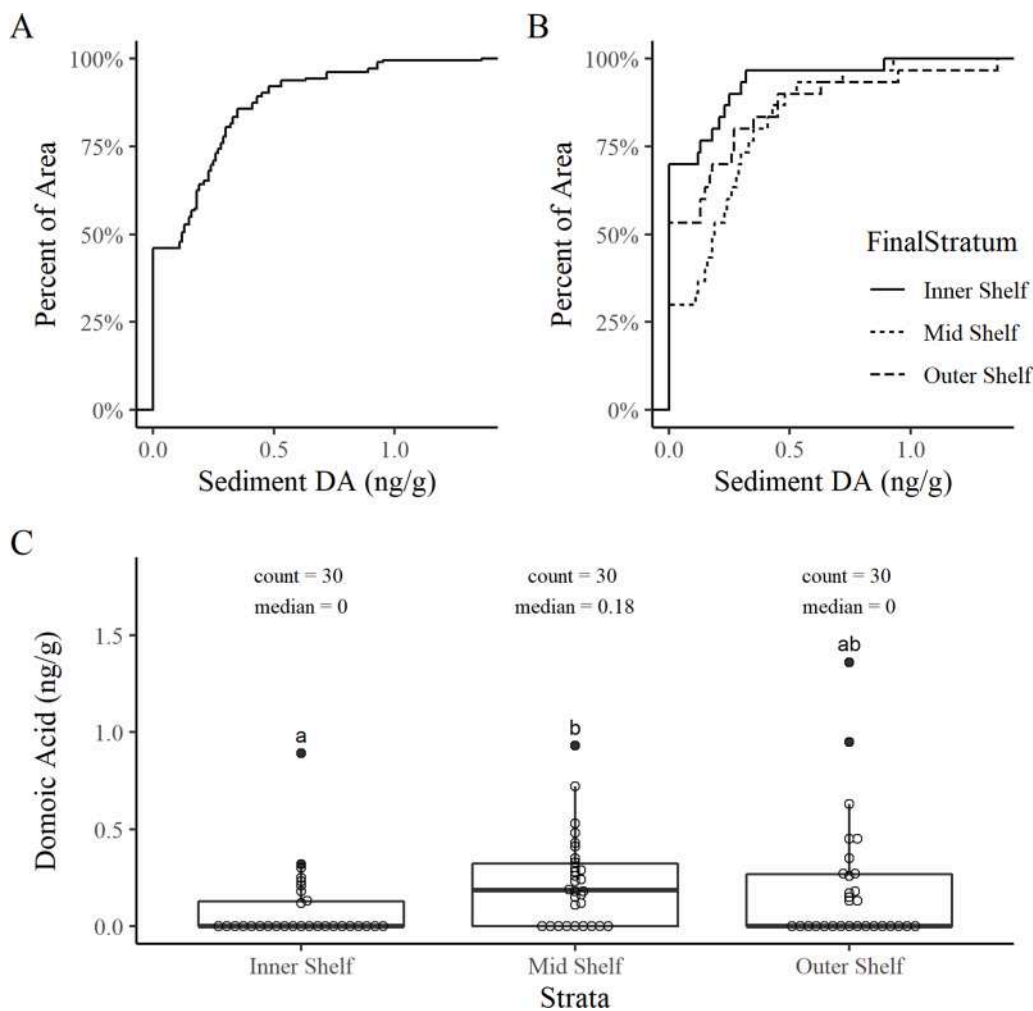 A
B
100%
75%
50%
25%
0%
Percent of Area
0.0
0.5
1.0
Sediment DA (ng/g)
100%
75%
50%
25%
0%
Percent of Area
0.0
0.5
1.0
Sediment DA (ng/g)
FinalStratum
Inner Shelf
Mid Shelf
Outer Shelf
C
count = 30
median = 0
count = 30
median = 0.18
count = 30
median = 0
a
b
ab
1.5
1.0
0.5
0.0
Domoic Acid (ng/g)
Inner Shelf
Mid Shelf
Outer Shelf
Strata